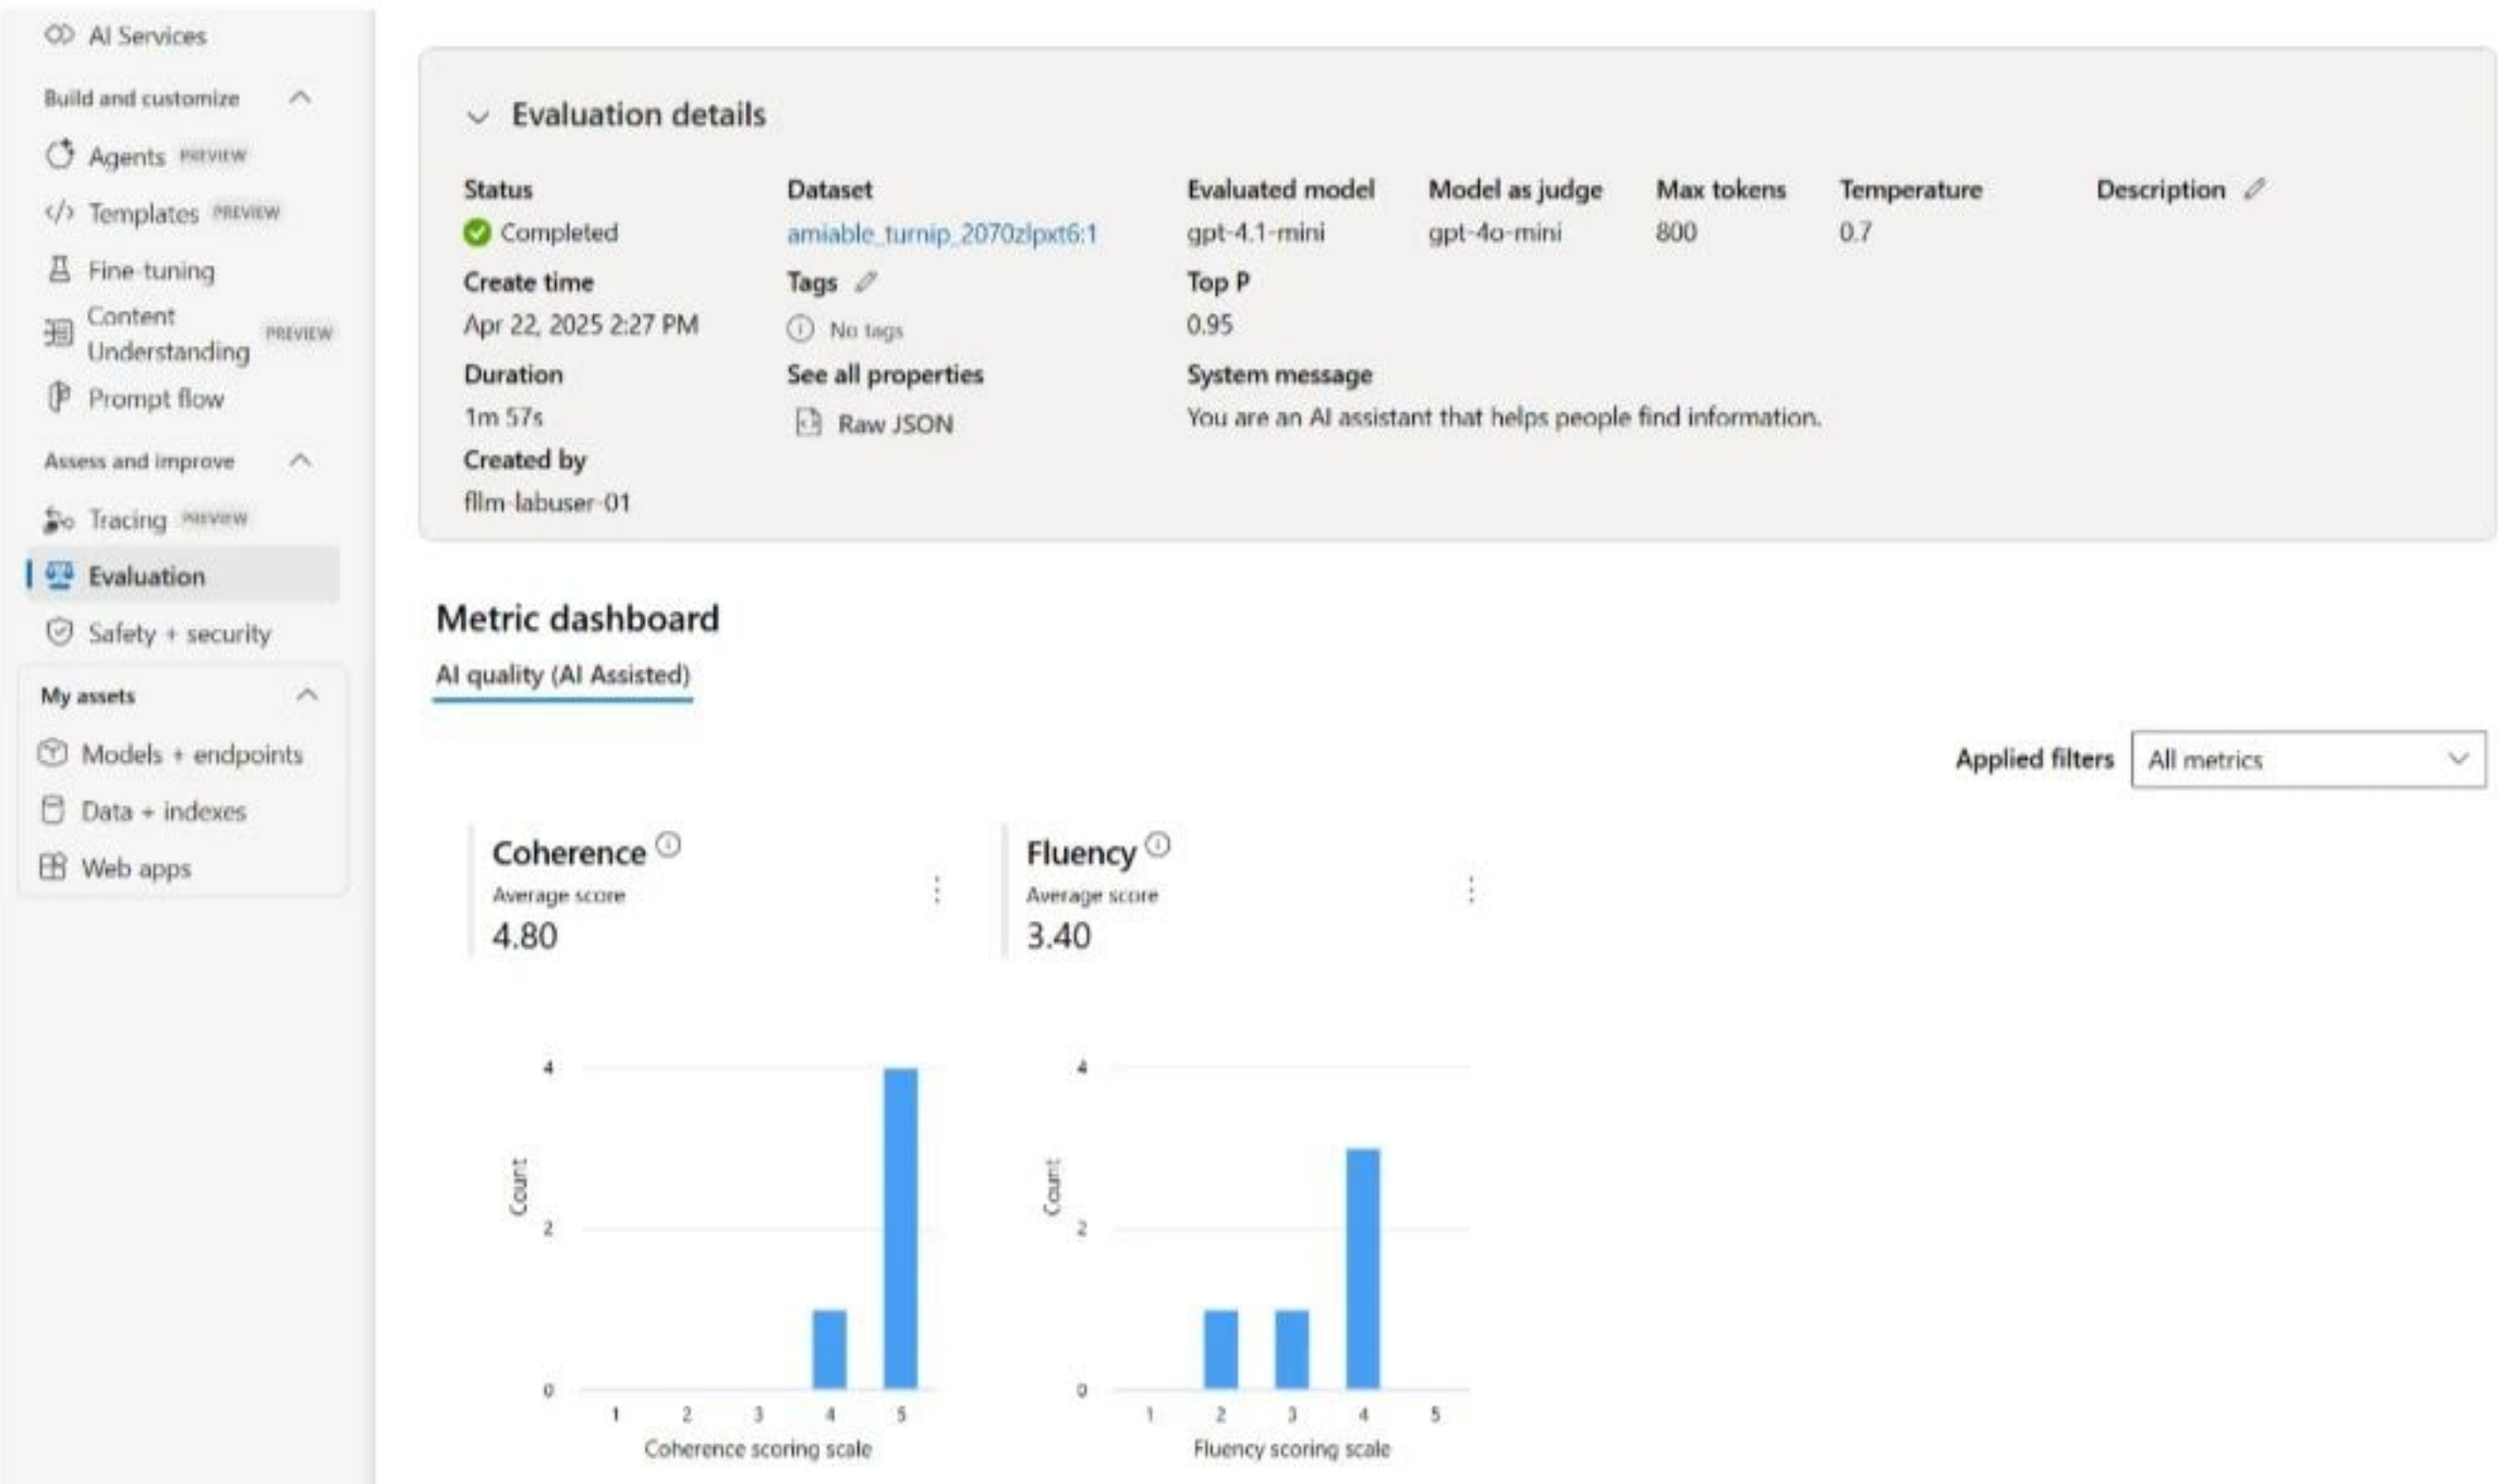 AI Services
Build and customize
Agents PREVIEW
Templates PREVIEW
Fine-tuning
Content
Understanding PREVIEW
Prompt flow
Assess and improve
Tracing PREVIEW
Evaluation
Safety + security
My assets
Models + endpoints
Data + indexes
Web apps
Evaluation details
Status
Completed
Create time
Apr 22, 2025 2:27 PM
Duration
1m 57s
Created by
fllm-labuser-01
Dataset
amiable_turnip_2070zlpxt6:1
Tags
No tags
See all properties
Raw JSON
Evaluated model
gpt-4.1-mini
Model as judge
gpt-4o-mini
Max tokens
800
Temperature
0.7
Description
Top P
0.95
System message
You are an AI assistant that helps people find information.
Metric dashboard
AI quality (AI Assisted)
Applied filters All metrics
Coherence
Average score
4.80
4
Count
2
0
1 2 3 4 5
Coherence scoring scale
Fluency
Average score
3.40
4
Count
2
0
1 2 3 4 5
Fluency scoring scale